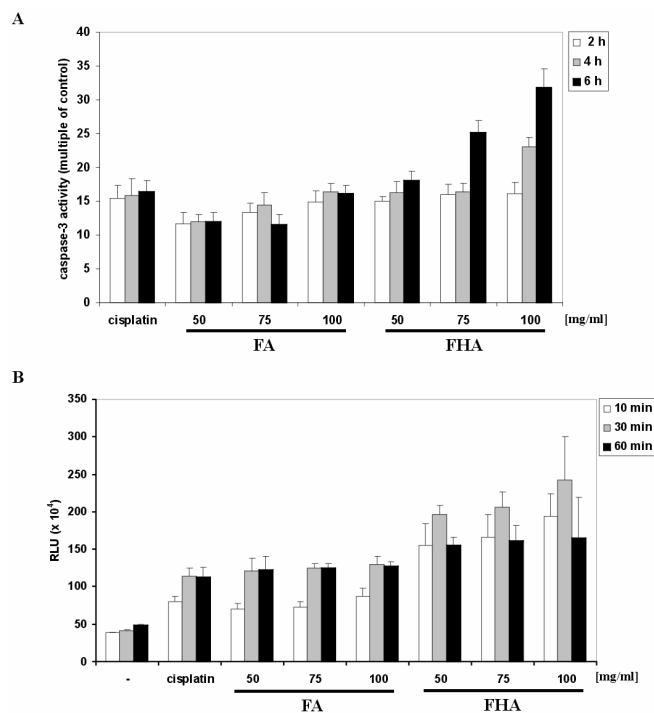 A
40
35
30
25
20
15
10
5
0
caspase-3 activity (multiple of control)
2 h
4 h
6 h
cisplatin 50 75 100 50 75 100 [mg/ml]
FA FHA
B
350
300
250
200
150
100
50
0
RLU (x 10⁴)
10 min
30 min
60 min
- cisplatin 50 75 100 50 75 100 [mg/ml]
FA FHA